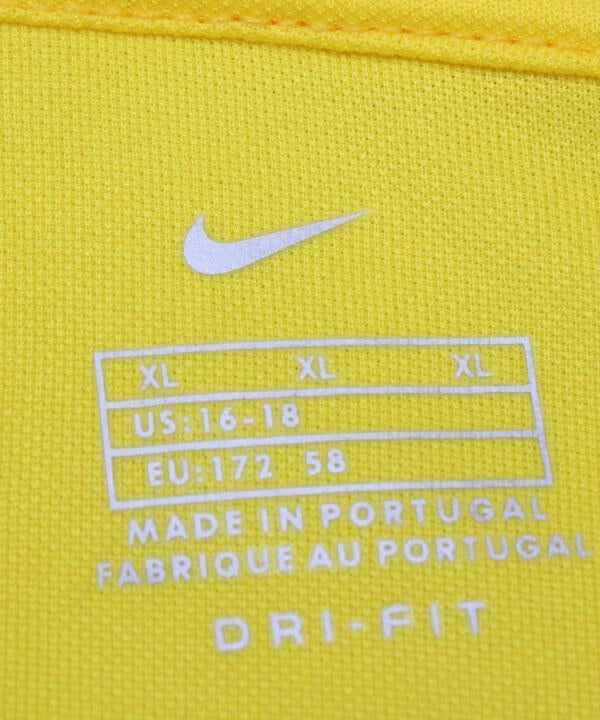 XL XL XL
US:16-18
EU:172 58
MADE IN PORTUGAL
FABRIQUE AU PORTUGAL
DRI-FIT